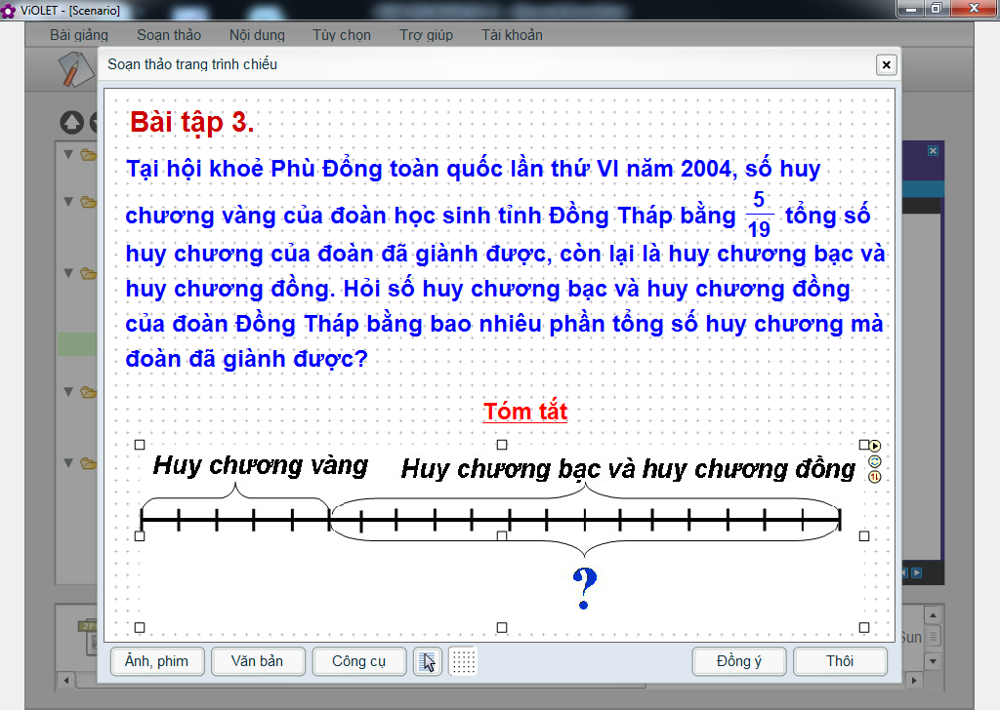 ViOLET - [Scenario]
Bài giảng Soạn thảo Nội dung Tùy chọn Trợ giúp Tài khoản
Soạn thảo trang trình chiếu
Bài tập 3.
Tại hội khoẻ Phù Đổng toàn quốc lần thứ VI năm 2004, số huy
chương vàng của đoàn học sinh tỉnh Đồng Tháp bằng 5/19 tổng số
huy chương của đoàn đã giành được, còn lại là huy chương bạc và
huy chương đồng. Hỏi số huy chương bạc và huy chương đồng
của đoàn Đồng Tháp bằng bao nhiêu phần tổng số huy chương mà
đoàn đã giành được?
Tóm tắt
Huy chương vàng Huy chương bạc và huy chương đồng
?
Ảnh, phim Văn bản Công cụ Đồng ý Thôi